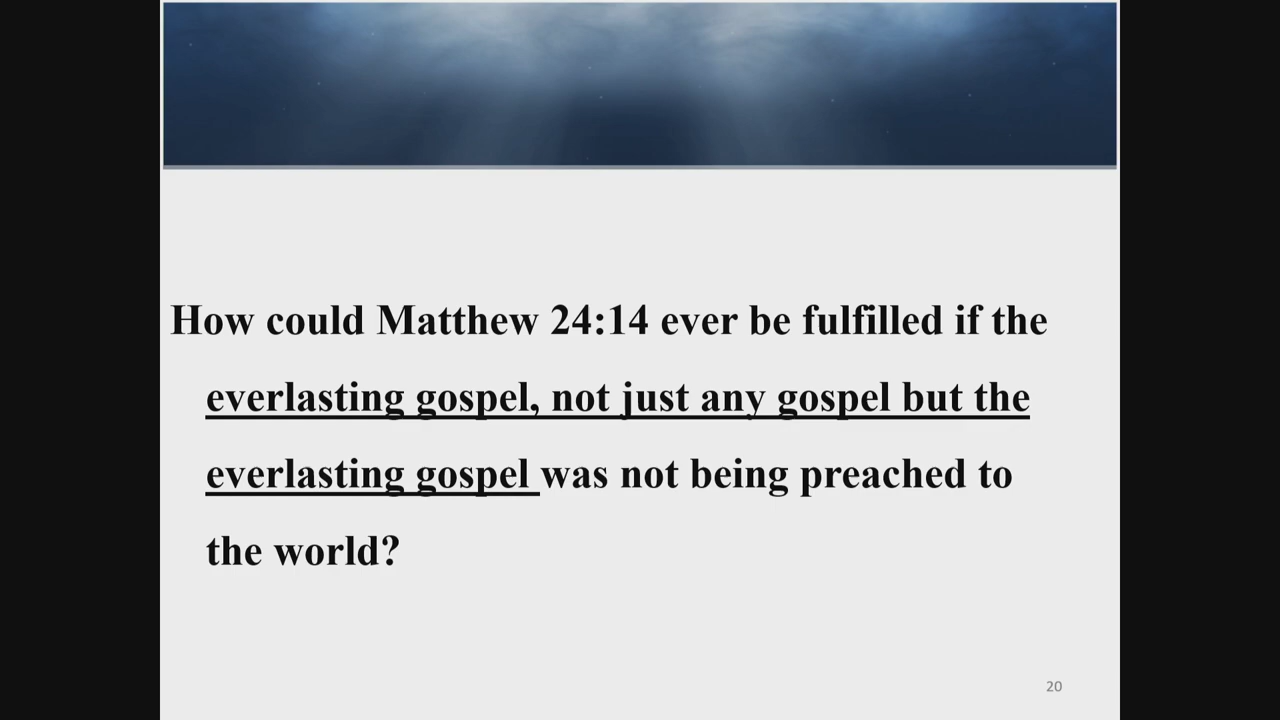 How could Matthew 24:14 ever be fulfilled if the
everlasting gospel, not just any gospel but the
everlasting gospel was not being preached to
the world?
20